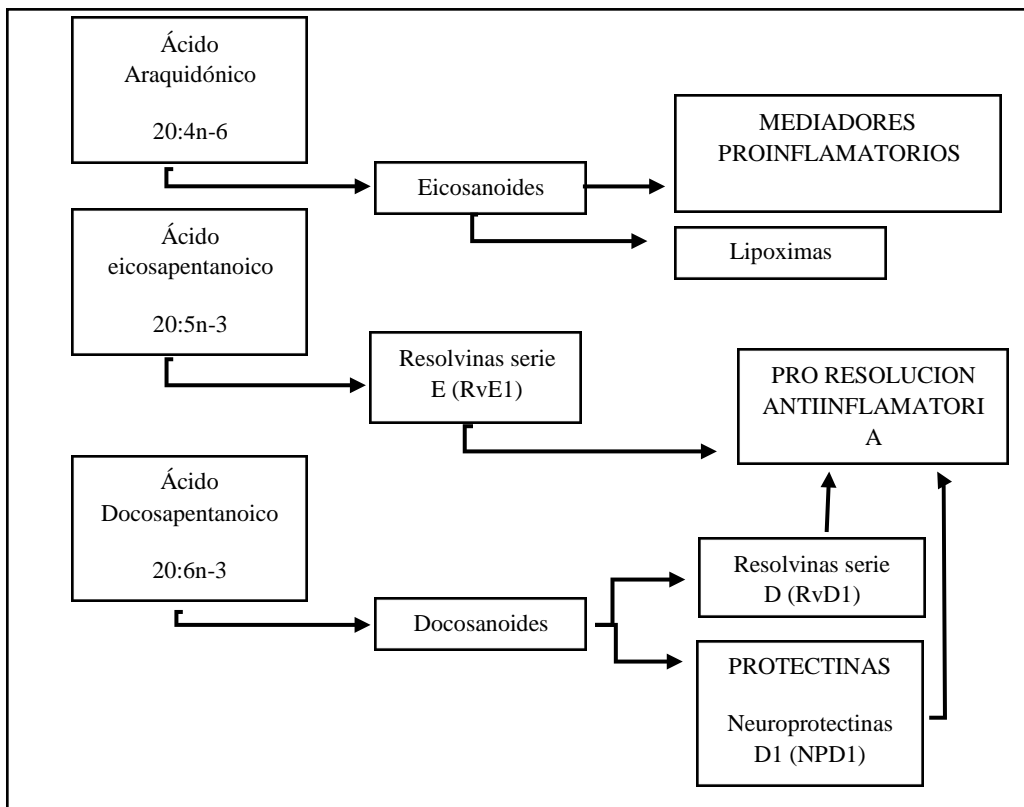 Ácido
Araquidónico
20:4n-6
MEDIADORES
PROINFLAMATORIOS
Eicosanoides
Lipoximas
Ácido
eicosapentanoico
20:5n-3
Resolvinas serie
E (RvE1)
PRO RESOLUCION
ANTIINFLAMATORI
A
Ácido
Docosapentanoico
20:6n-3
Docosanoides
Resolvinas serie
D (RvD1)
PROTECTINAS
Neuroprotectinas
D1 (NPD1)